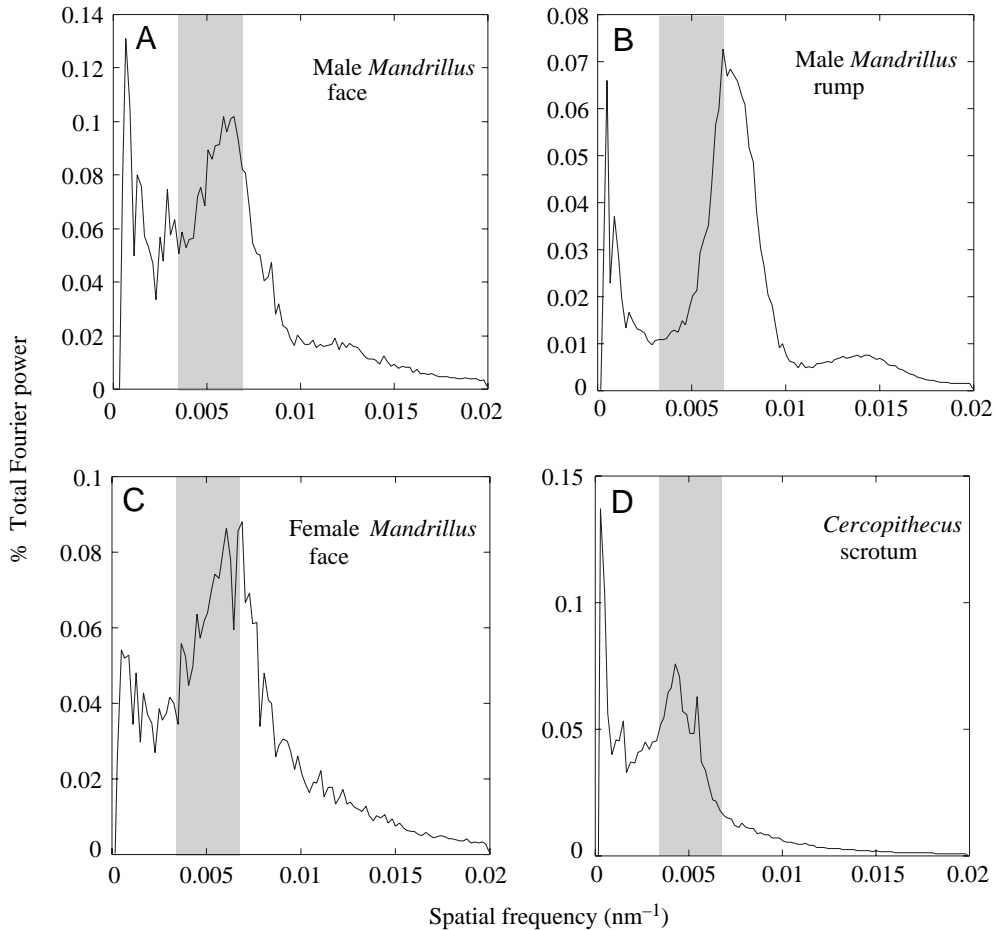 A
Male Mandrillus
face
0.14
0.12
0.1
0.08
0.06
0.04
0.02
0
0 0.005 0.01 0.015 0.02
B
Male Mandrillus
rump
0.08
0.07
0.06
0.05
0.04
0.03
0.02
0.01
0
0 0.005 0.01 0.015 0.02
% Total Fourier power
C
Female Mandrillus
face
0.1
0.08
0.06
0.04
0.02
0
0 0.005 0.01 0.015 0.02
D
Cercopithecus
scrotum
0.15
0.1
0.05
0
0 0.005 0.01 0.015 0.02
Spatial frequency (nm⁻¹)